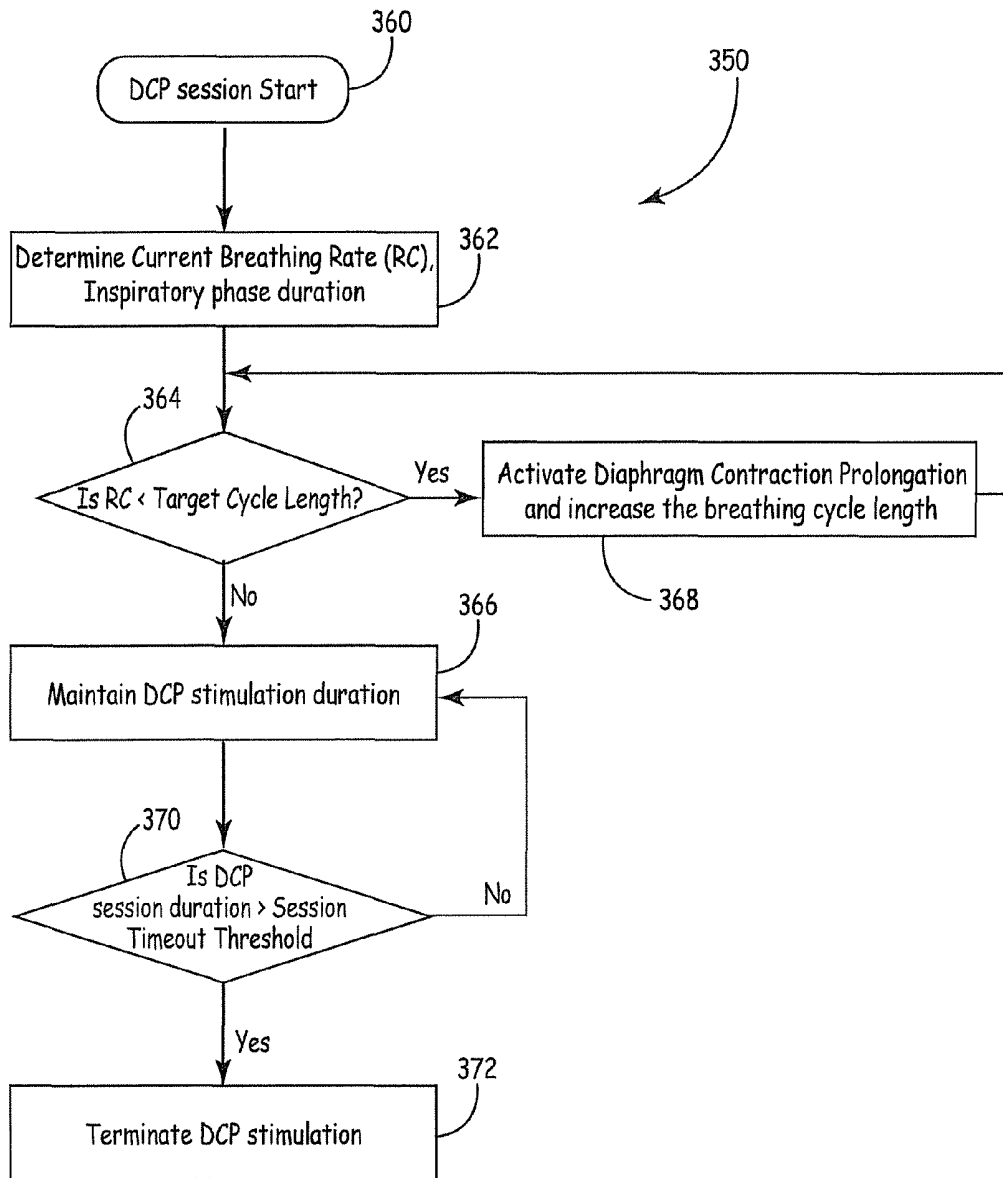 360
DCP session Start
350
362
Determine Current Breathing Rate (RC),
Inspiratory phase duration
364
Is RC < Target Cycle Length?
Yes
Activate Diaphragm Contraction Prolongation
and increase the breathing cycle length
368
No
366
Maintain DCP stimulation duration
370
Is DCP
session duration > Session
Timeout Threshold
No
Yes
372
Terminate DCP stimulation